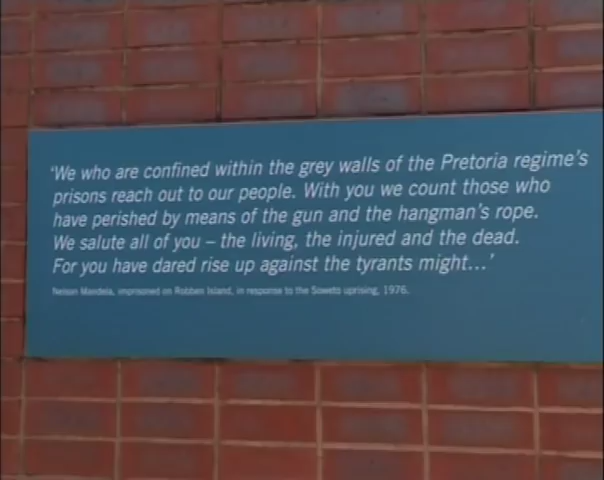 'We who are confined within the grey walls of the Pretoria regime's
prisons reach out to our people. With you we count those who
have perished by means of the gun and the hangman's rope.
We salute all of you – the living, the injured and the dead.
For you have dared rise up against the tyrants might...'
Nelson Mandela, imprisoned on Robben Island, in response to the Soweto uprising, 1976.